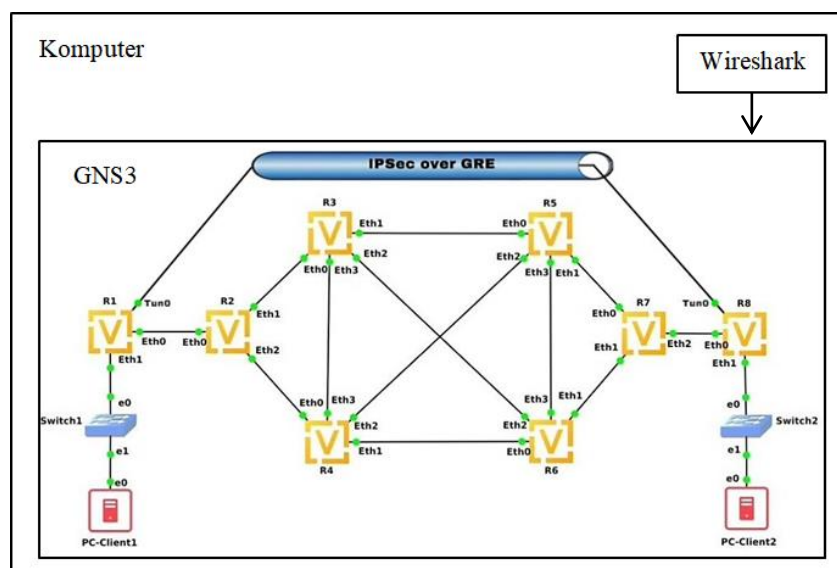 Komputer
Wireshark
GNS3
IPSec over GRE
R3
R5
Eth1
Eth0
Eth2
Eth2
Eth0
Eth3
Eth3
Eth1
R1
Tun0
R2
Eth1
Eth0
R7
Tun0
R8
Eth0
Eth0
Eth2
Eth1
Eth2
Eth0
Eth1
Eth1
e0
Eth0
Eth3
Eth3
Eth1
e0
Switch1
Eth2
Eth2
Switch2
e1
Eth1
Eth0
e1
R4
R6
e0
e0
PC-Client1
PC-Client2